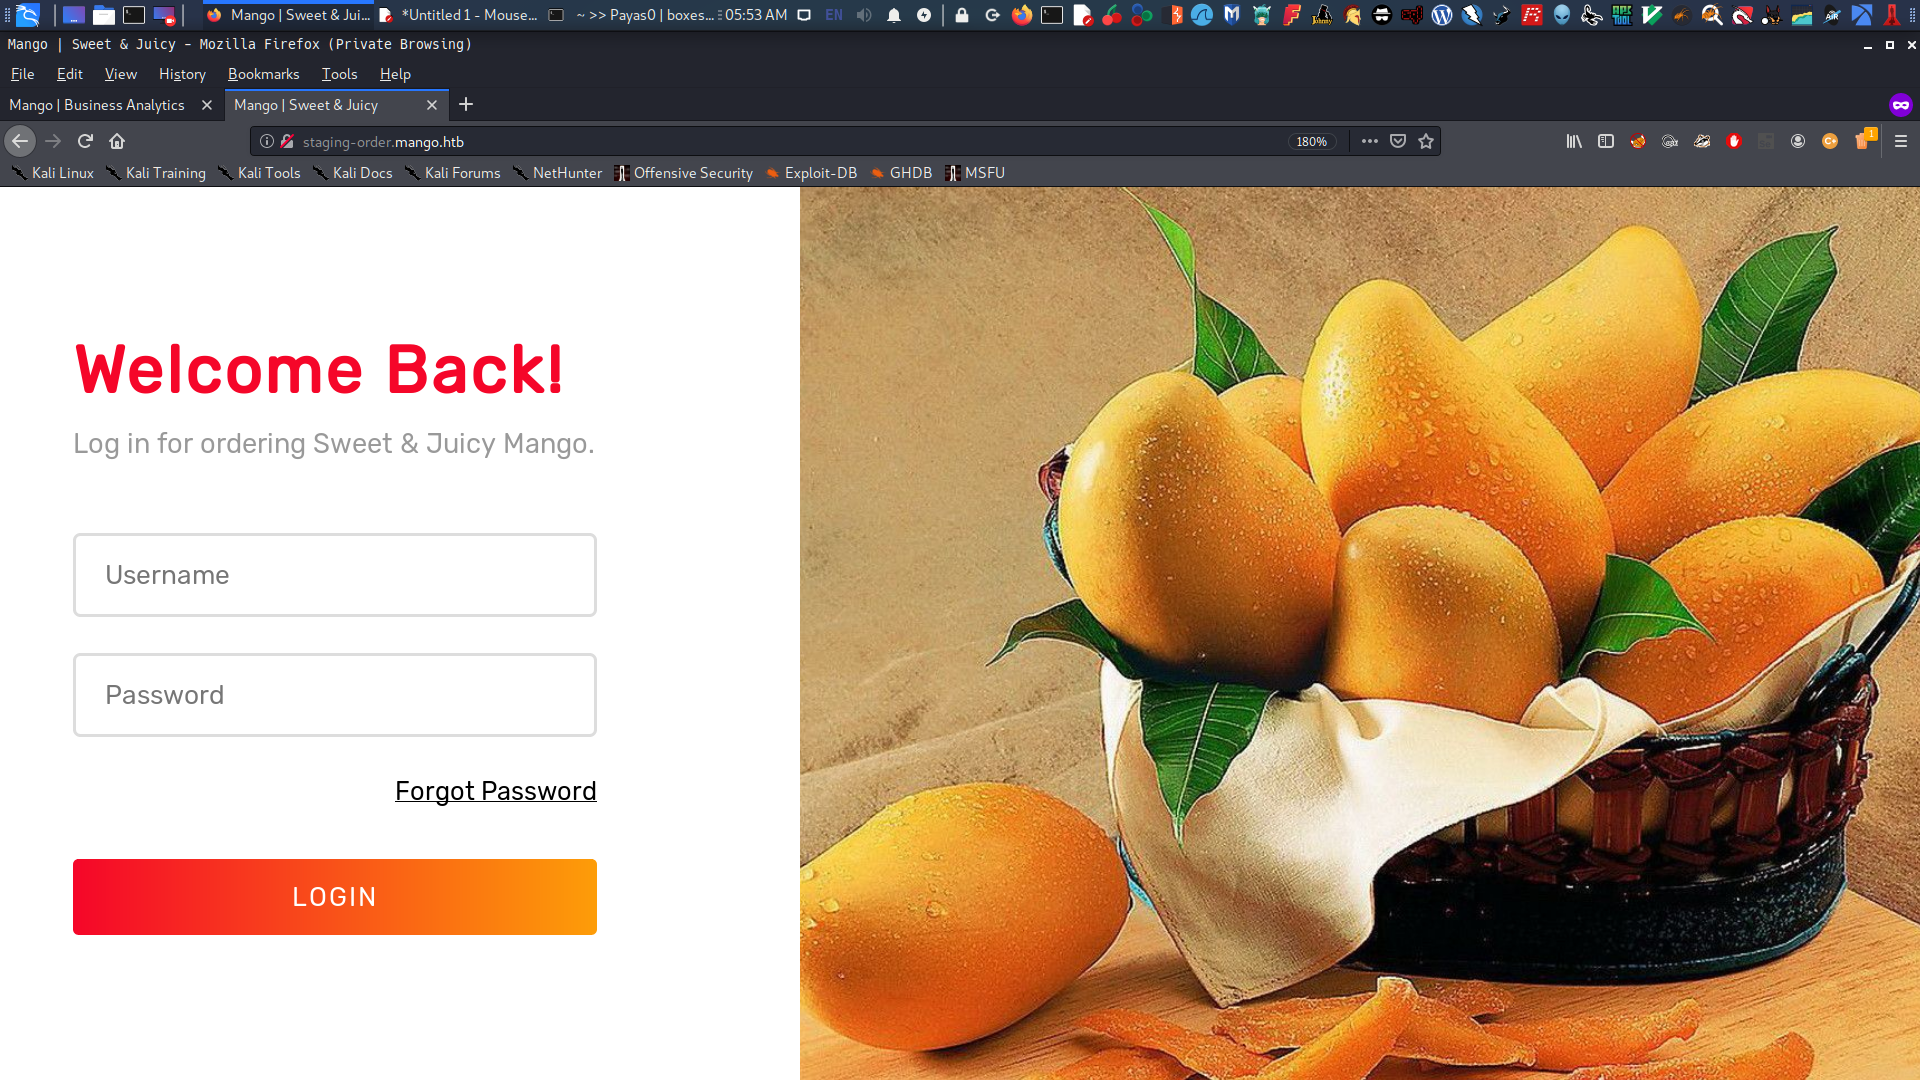 Mango | Sweet & Jui...
*Untitled 1 - Mouse...
~ >> Payas0 | boxes...
05:53 AM
EN
Mango | Sweet & Juicy - Mozilla Firefox (Private Browsing)
File Edit View History Bookmarks Tools Help
Mango | Business Analytics
Mango | Sweet & Juicy
1
staging-order.mango.htb
180%
Kali Linux Kali Training Kali Tools Kali Docs Kali Forums NetHunter Offensive Security Exploit-DB GHDB MSFU
Welcome Back!
Log in for ordering Sweet & Juicy Mango.
Username
Password
Forgot Password
LOGIN